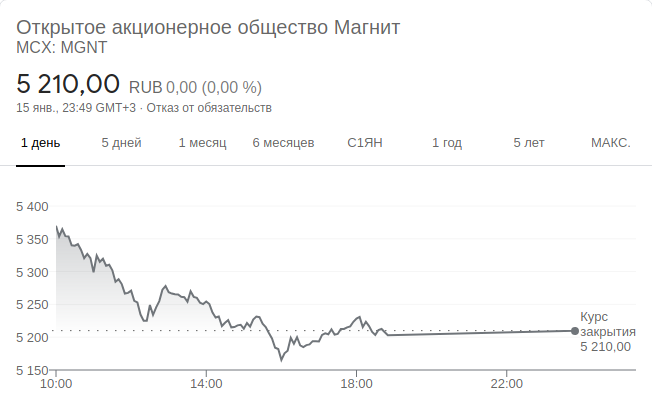 Открытое акционерное общество Магнит
MCX: MGNT
5 210,00 RUB 0,00 (0,00 %)
15 янв., 23:49 GMT+3 · Отказ от обязательств
1 день 5 дней 1 месяц 6 месяцев С1ЯН 1 год 5 лет МАКС.
5 400
5 350
5 300
5 250
5 200
5 150
Курс
закрытия
5 210,00
10:00 14:00 18:00 22:00